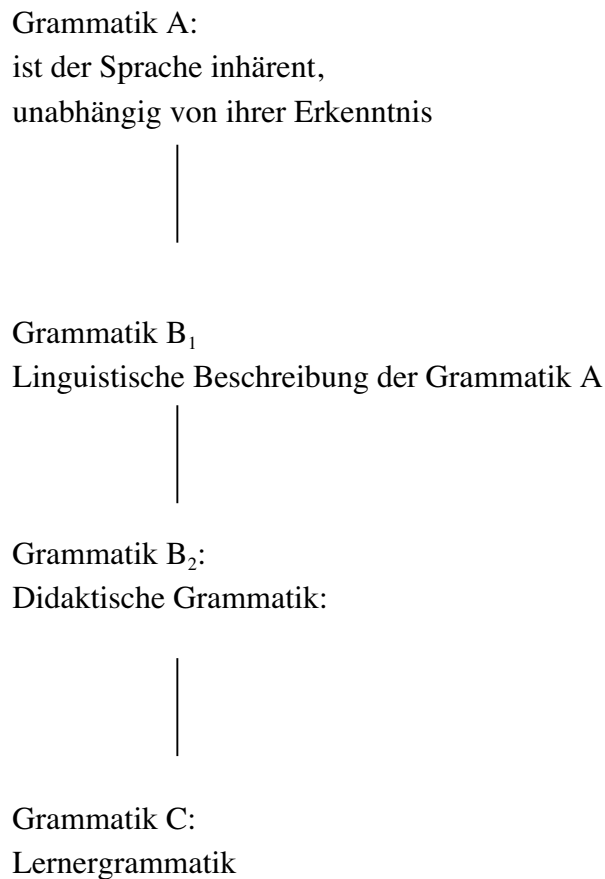 Grammatik A:
ist der Sprache inhärent,
unabhängig von ihrer Erkenntnis
Grammatik B₁
Linguistische Beschreibung der Grammatik A
Grammatik B₂:
Didaktische Grammatik:
Grammatik C:
Lernergrammatik